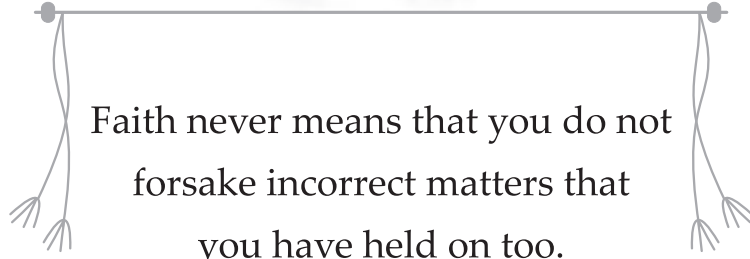 Faith never means that you do not
forsake incorrect matters that
you have held on too.